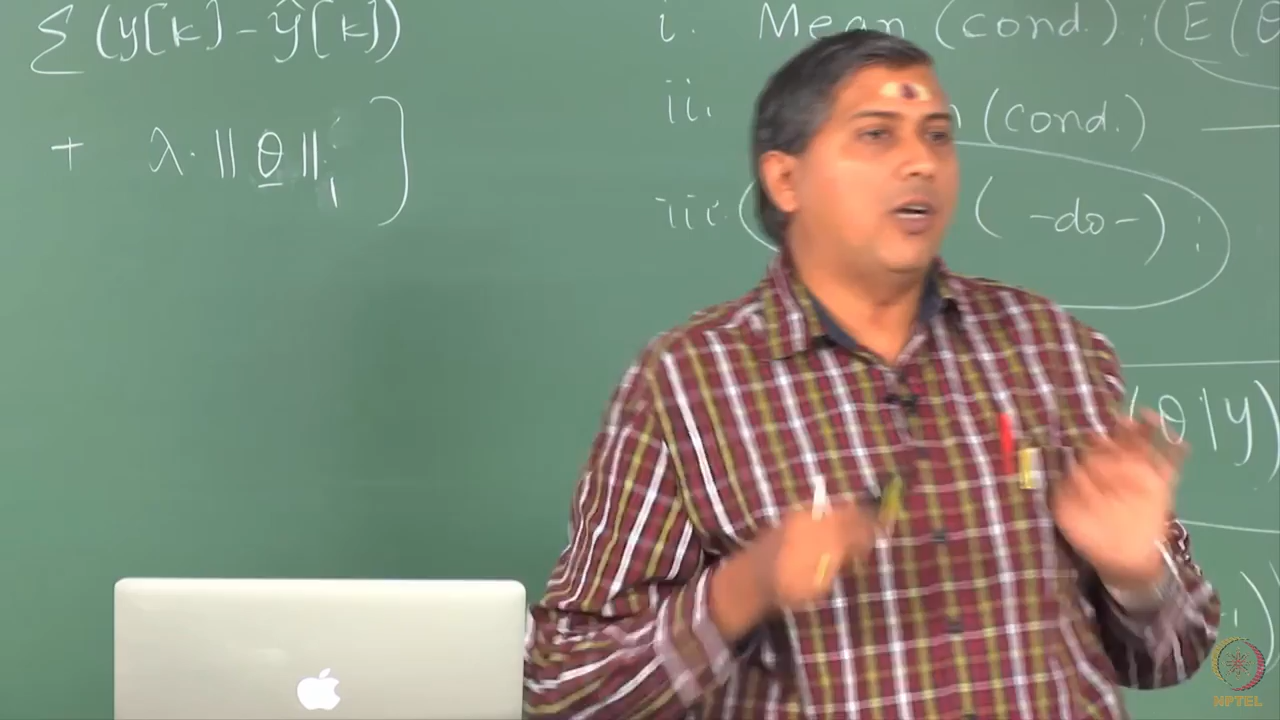 Σ (y[k] - ŷ[k])
+ λ. || θ ||₁ ]
i. Mean (cond.) : (E (θ
ii. (cond.)
iii. ( -do- ) :
(θ | y)
NPTEL